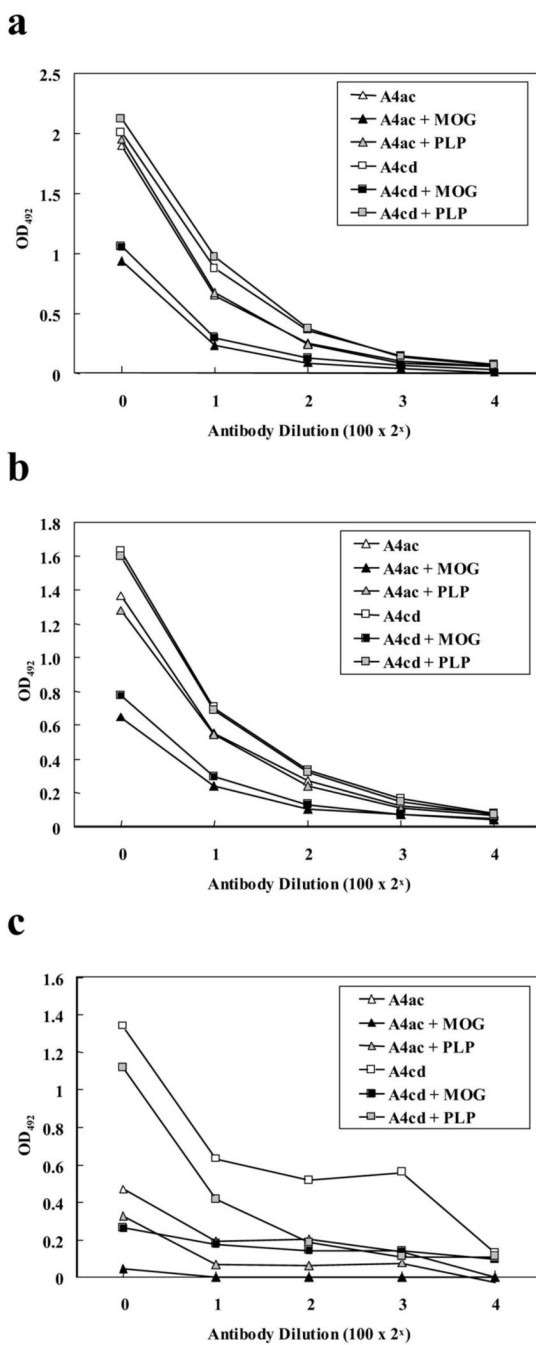 a
2.5
2
1.5
1
0.5
0
OD₄₉₂
A4ac
A4ac + MOG
A4ac + PLP
A4cd
A4cd + MOG
A4cd + PLP
0 1 2 3 4
Antibody Dilution (100 x 2ˣ)
b
1.8
1.6
1.4
1.2
1.0
0.8
0.6
0.4
0.2
0
OD₄₉₂
A4ac
A4ac + MOG
A4ac + PLP
A4cd
A4cd + MOG
A4cd + PLP
0 1 2 3 4
Antibody Dilution (100 x 2ˣ)
c
1.6
1.4
1.2
1
0.8
0.6
0.4
0.2
0
OD₄₉₂
A4ac
A4ac + MOG
A4ac + PLP
A4cd
A4cd + MOG
A4cd + PLP
0 1 2 3 4
Antibody Dilution (100 x 2ˣ)